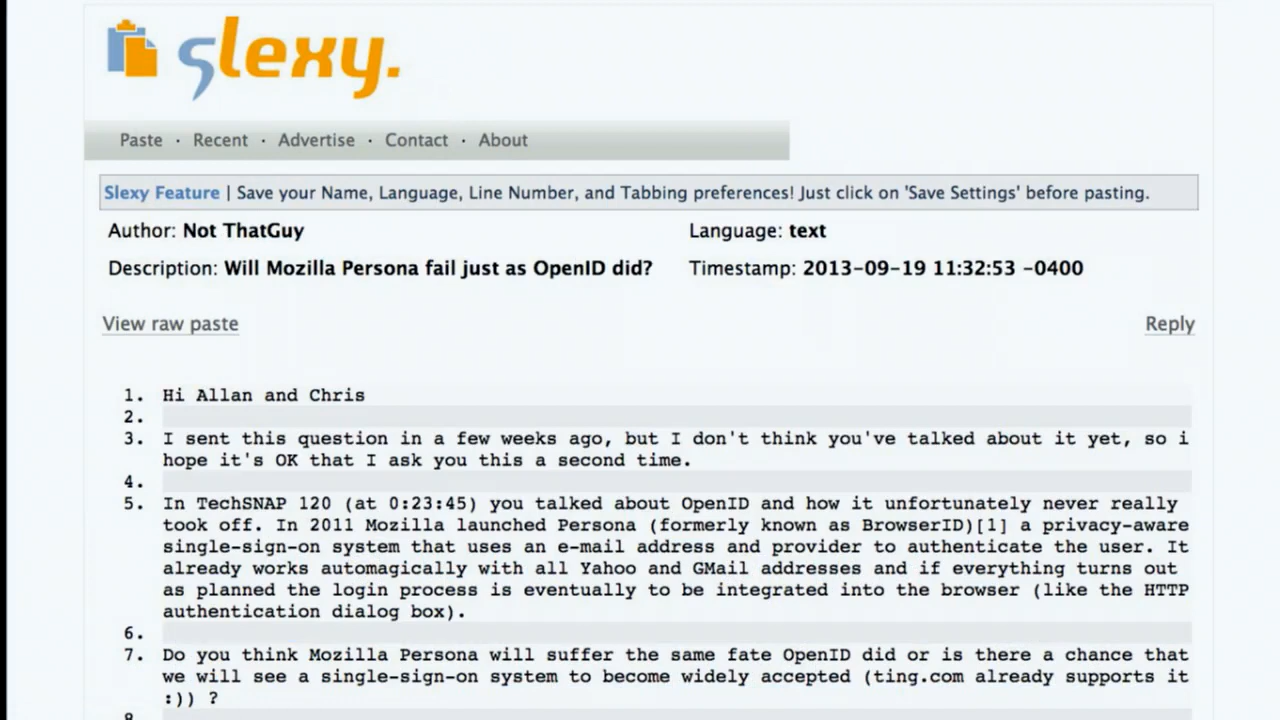 slexy.
Paste · Recent · Advertise · Contact · About
Slexy Feature | Save your Name, Language, Line Number, and Tabbing preferences! Just click on 'Save Settings' before pasting.
Author: Not ThatGuy Language: text
Description: Will Mozilla Persona fail just as OpenID did? Timestamp: 2013-09-19 11:32:53 -0400
View raw paste Reply
1. Hi Allan and Chris
2.
3. I sent this question in a few weeks ago, but I don't think you've talked about it yet, so i
hope it's OK that I ask you this a second time.
4.
5. In TechSNAP 120 (at 0:23:45) you talked about OpenID and how it unfortunately never really
took off. In 2011 Mozilla launched Persona (formerly known as BrowserID)[1] a privacy-aware
single-sign-on system that uses an e-mail address and provider to authenticate the user. It
already works automagically with all Yahoo and GMail addresses and if everything turns out
as planned the login process is eventually to be integrated into the browser (like the HTTP
authentication dialog box).
6.
7. Do you think Mozilla Persona will suffer the same fate OpenID did or is there a chance that
we will see a single-sign-on system to become widely accepted (ting.com already supports it
:)) ?
8.